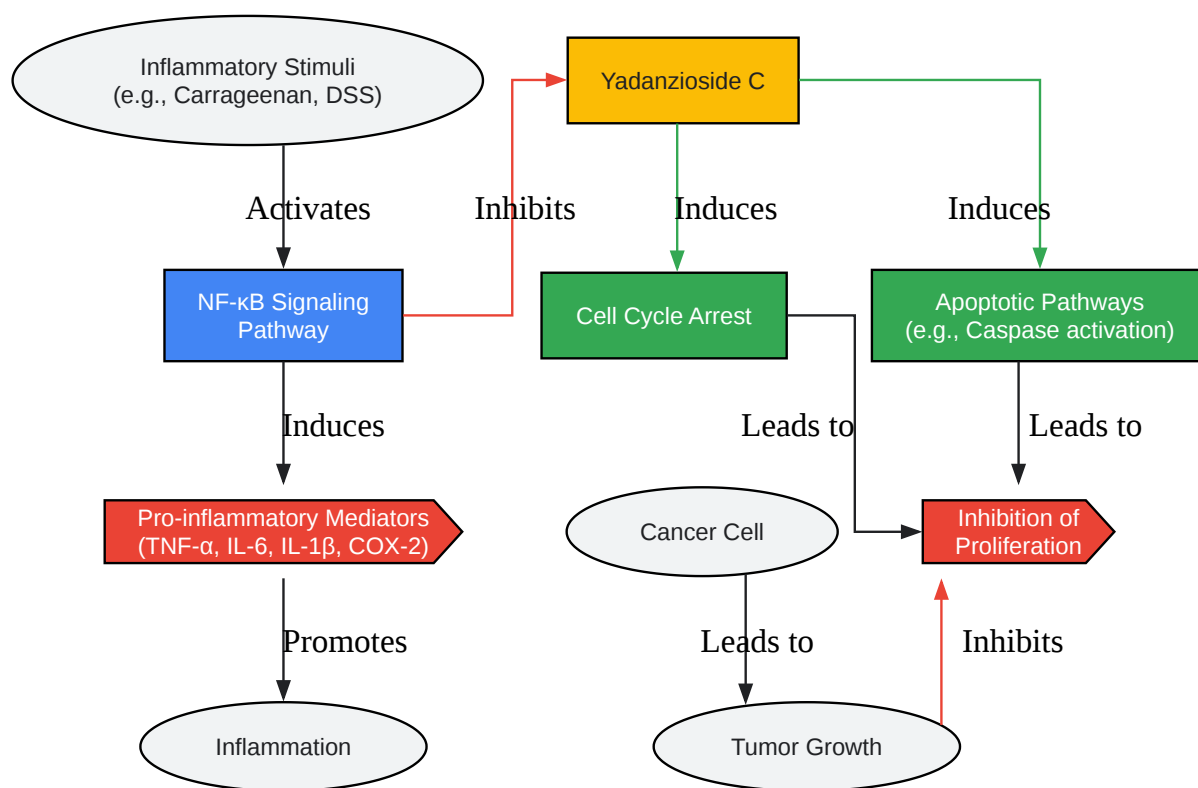 Inflammatory Stimuli
(e.g., Carrageenan, DSS)
Yadanzioside C
Activates
Inhibits
Induces
Induces
NF-κB Signaling
Pathway
Cell Cycle Arrest
Apoptotic Pathways
(e.g., Caspase activation)
Induces
Leads to
Leads to
Pro-inflammatory Mediators
(TNF-α, IL-6, IL-1β, COX-2)
Cancer Cell
Inhibition of
Proliferation
Promotes
Leads to
Inhibits
Inflammation
Tumor Growth